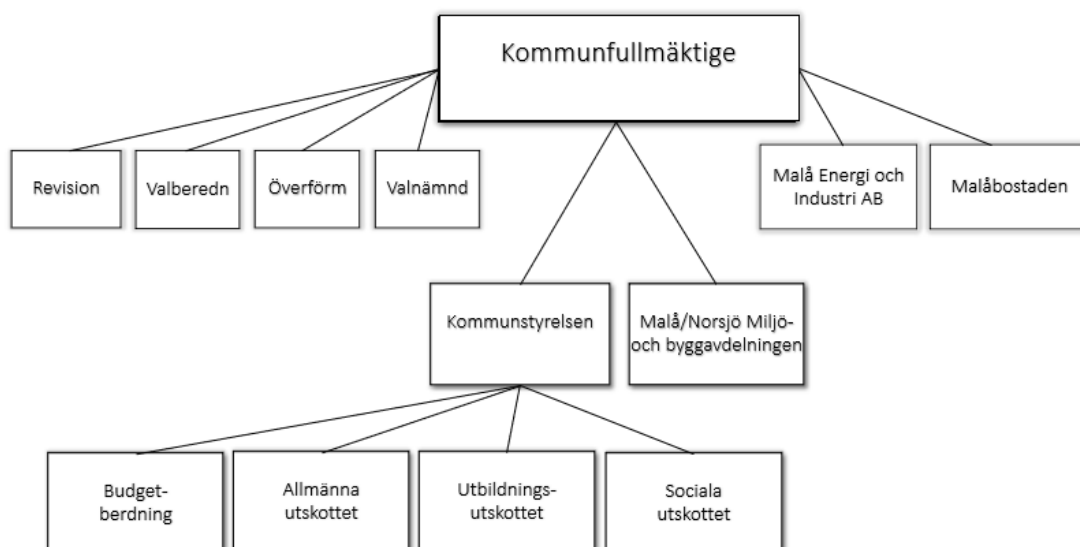 Kommunfullmäktige
Revision
Valberedn
Överförm
Valnämnd
Malå Energi och
Industri AB
Malåbostaden
Kommunstyrelsen
Malå/Norsjö Miljö-
och byggavdelningen
Budget-
berdning
Allmänna
utskottet
Utbildnings-
utskottet
Sociala
utskottet